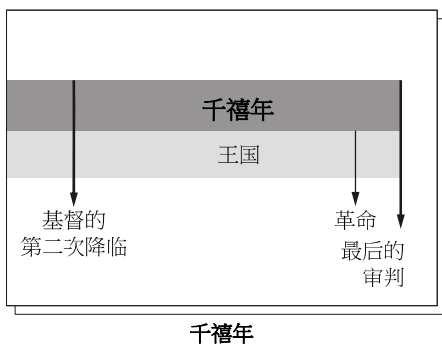 千禧年
王国
基督的
第二次降临
革命
最后的
审判
千禧年